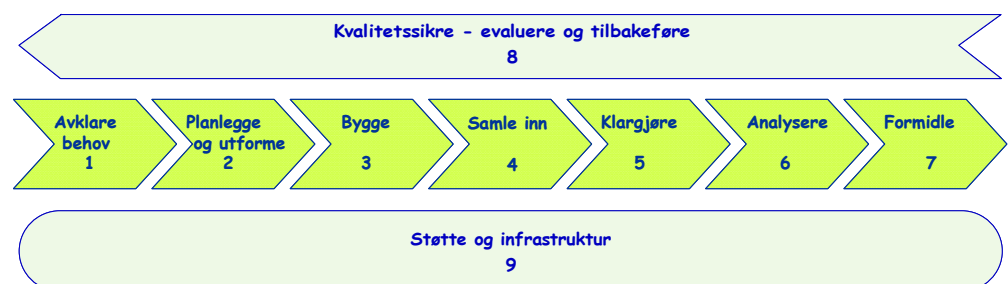 Kvalitetssikre - evaluere og tilbakeføre
8
Avklare
behov
1
Planlegge
og utforme
2
Bygge
3
Samle inn
4
Klargjøre
5
Analysere
6
Formidle
7
Støtte og infrastruktur
9